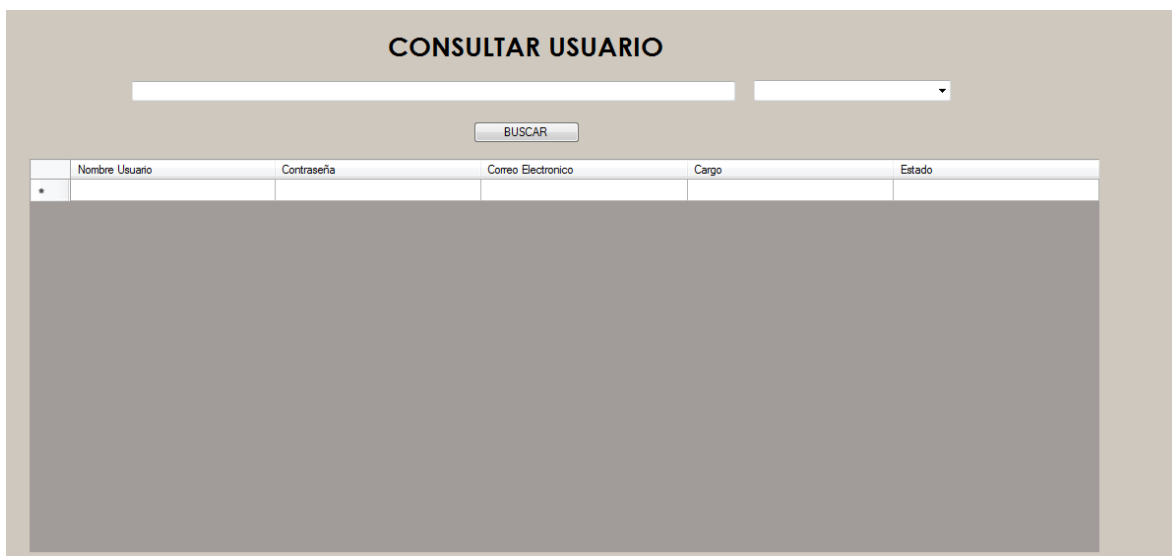 CONSULTAR USUARIO
BUSCAR
Nombre Usuario Contraseña Correo Electronico Cargo Estado
*